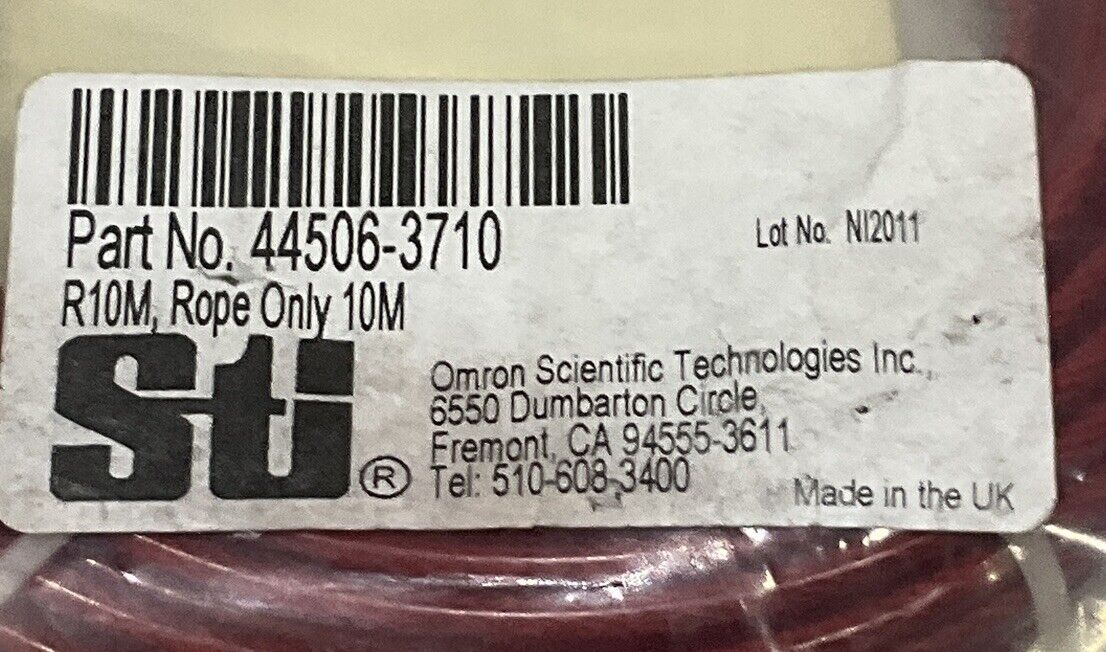 Part No. 44506-3710
Lot No. NI2011
R10M, Rope Only 10M
sti®
Omron Scientific Technologies Inc.,
6550 Dumbarton Circle,
Fremont, CA 94555-3611
Tel: 510-608-3400
Made in the UK